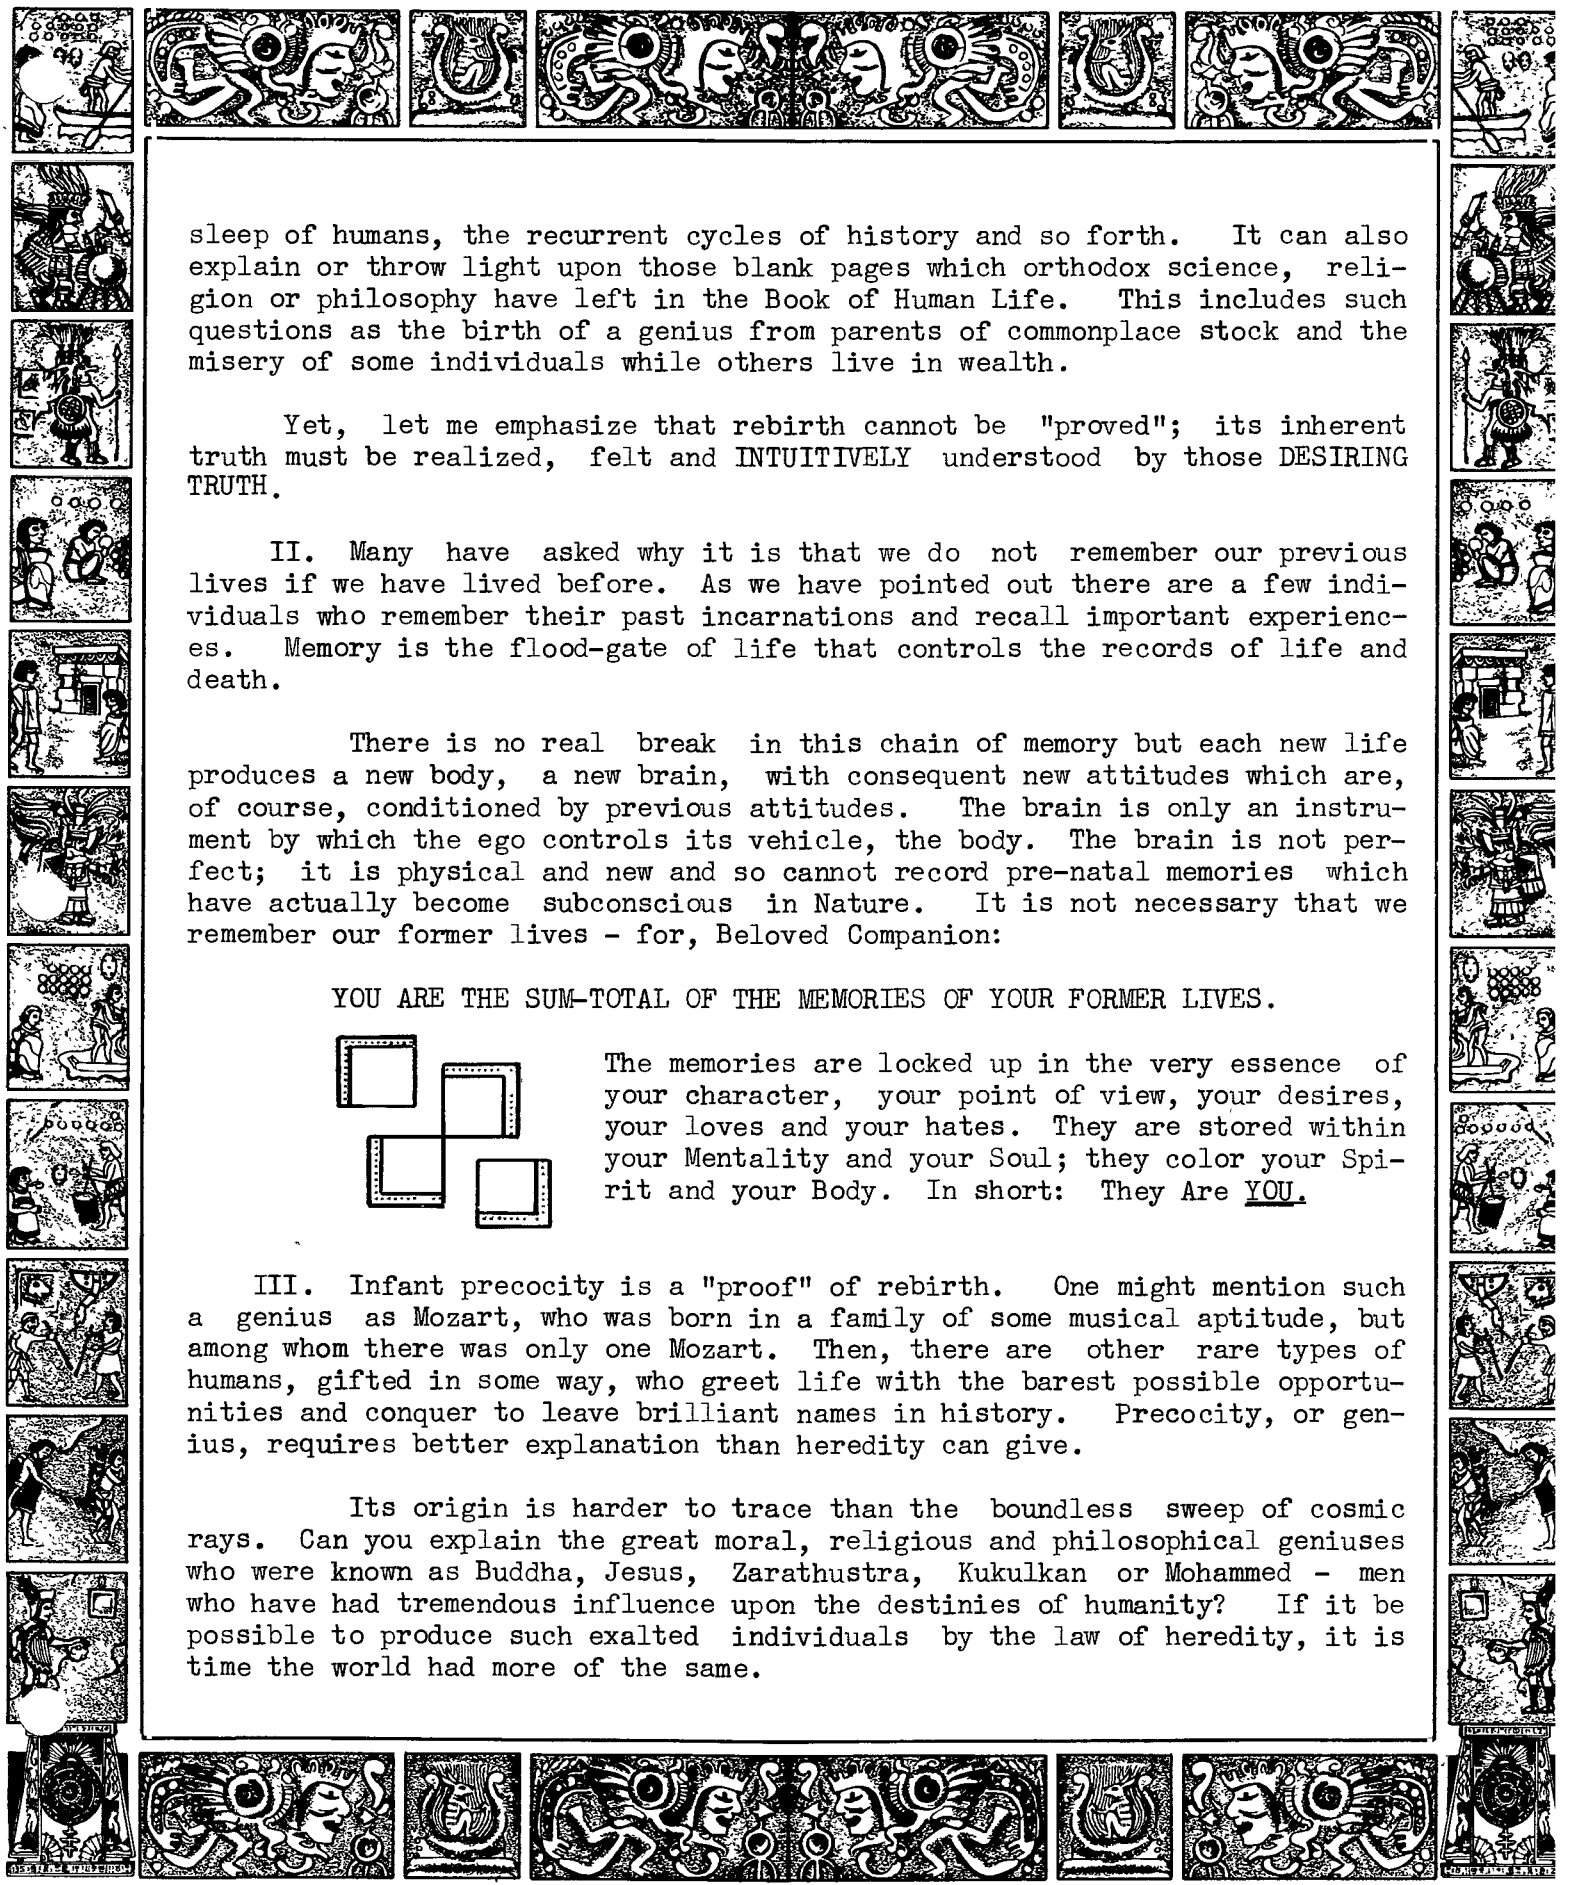 sleep of humans, the recurrent cycles of history and so forth. It can also
explain or throw light upon those blank pages which orthodox science, reli-
gion or philosophy have left in the Book of Human Life. This includes such
questions as the birth of a genius from parents of commonplace stock and the
misery of some individuals while others live in wealth.
Yet, let me emphasize that rebirth cannot be "proved"; its inherent
truth must be realized, felt and INTUITIVELY understood by those DESIRING
TRUTH.
II. Many have asked why it is that we do not remember our previous
lives if we have lived before. As we have pointed out there are a few indi-
viduals who remember their past incarnations and recall important experienc-
es. Memory is the flood-gate of life that controls the records of life and
death.
There is no real break in this chain of memory but each new life
produces a new body, a new brain, with consequent new attitudes which are,
of course, conditioned by previous attitudes. The brain is only an instru-
ment by which the ego controls its vehicle, the body. The brain is not per-
fect; it is physical and new and so cannot record pre-natal memories which
have actually become subconscious in Nature. It is not necessary that we
remember our former lives - for, Beloved Companion:
YOU ARE THE SUM-TOTAL OF THE MEMORIES OF YOUR FORMER LIVES.
The memories are locked up in the very essence of
your character, your point of view, your desires,
your loves and your hates. They are stored within
your Mentality and your Soul; they color your Spi-
rit and your Body. In short: They Are YOU.
III. Infant precocity is a "proof" of rebirth. One might mention such
a genius as Mozart, who was born in a family of some musical aptitude, but
among whom there was only one Mozart. Then, there are other rare types of
humans, gifted in some way, who greet life with the barest possible opportu-
nities and conquer to leave brilliant names in history. Precocity, or gen-
ius, requires better explanation than heredity can give.
Its origin is harder to trace than the boundless sweep of cosmic
rays. Can you explain the great moral, religious and philosophical geniuses
who were known as Buddha, Jesus, Zarathustra, Kukulkan or Mohammed - men
who have had tremendous influence upon the destinies of humanity? If it be
possible to produce such exalted individuals by the law of heredity, it is
time the world had more of the same.